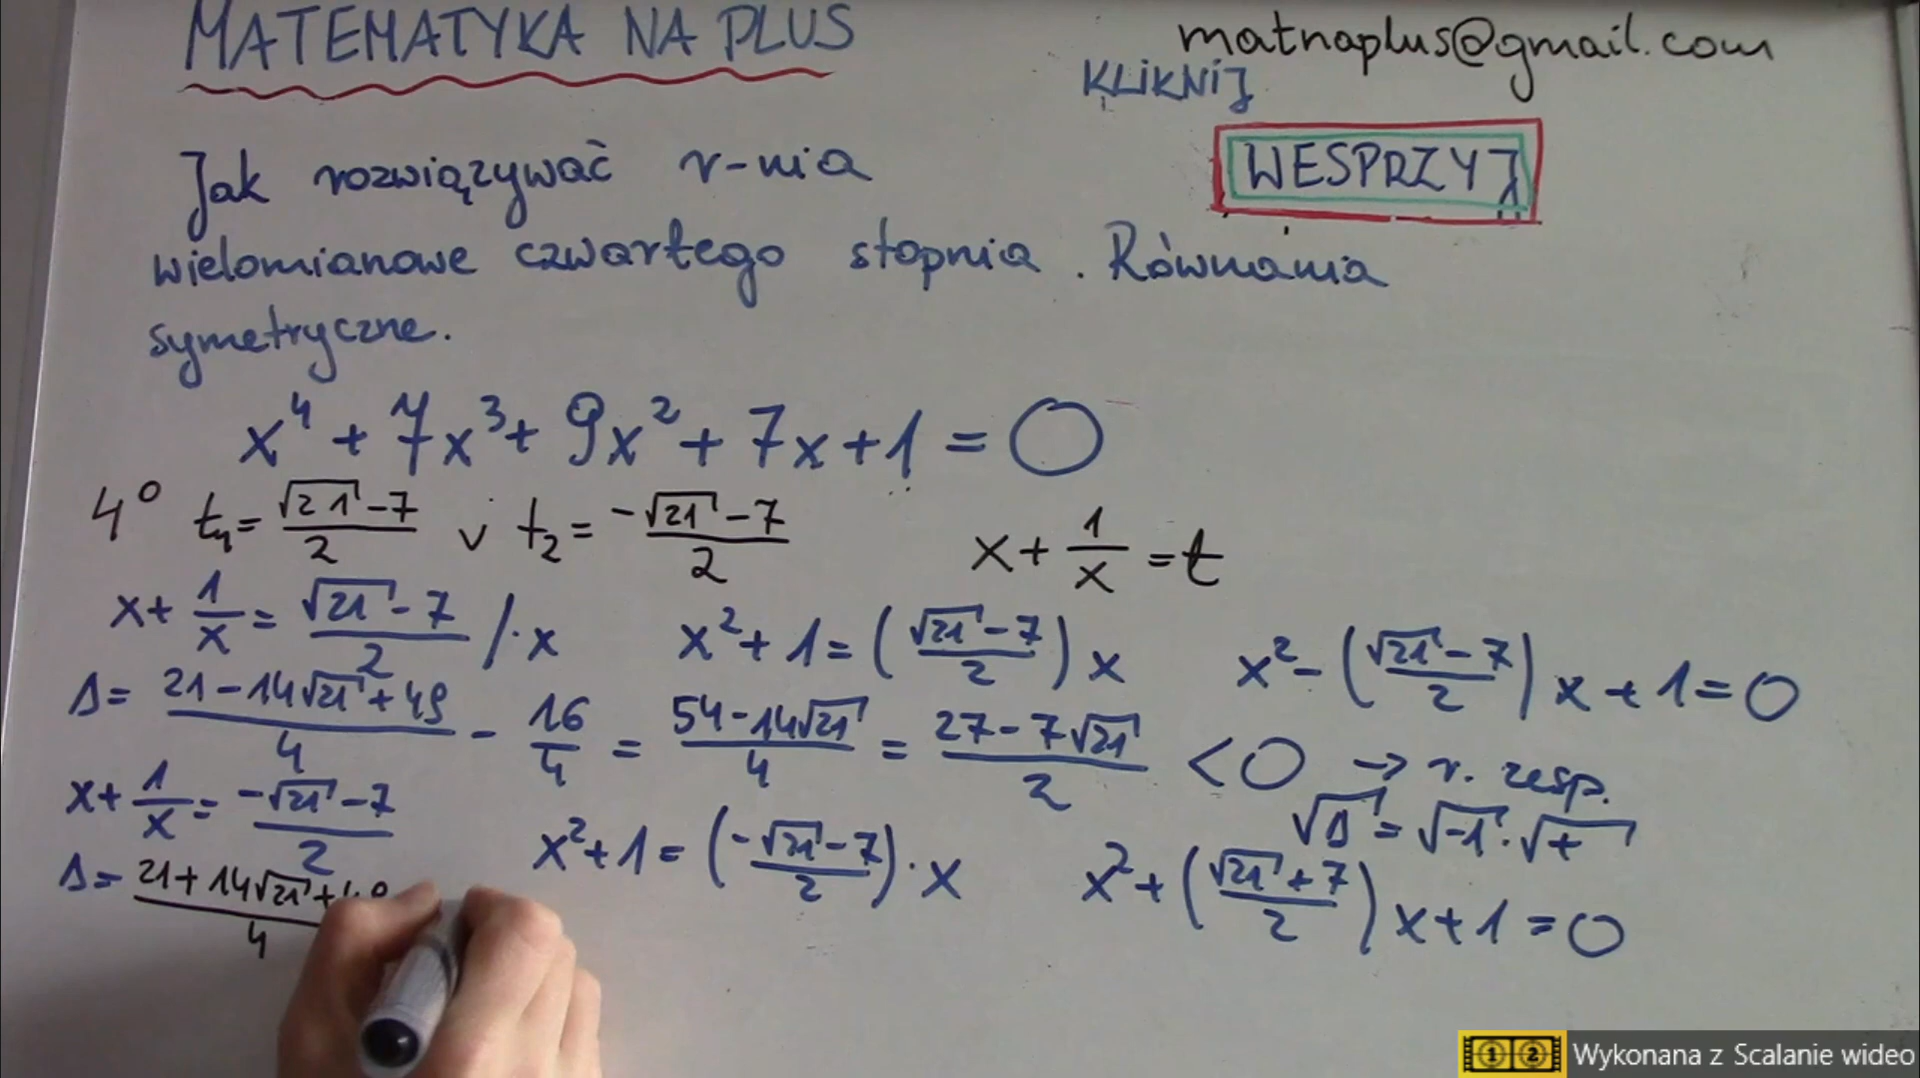 MATEMATYKA NA PLUS
matnaplus@gmail.com
KLIKNIJ
WESPRZYJ
Jak rozwiązywać r-nia
wielomianowe czwartego stopnia. Równania
symetryczne.
x⁴ + 7x³ + 9x² + 7x + 1 = 0
4° t₁ = (√21 - 7)/2 v t₂ = (-√21 - 7)/2 x + 1/x = t
x + 1/x = (√21 - 7)/2 /·x x² + 1 = ((√21 - 7)/2) x x² - ((√21 - 7)/2) x + 1 = 0
Δ = (21 - 14√21 + 49)/4 - 16/4 = (54 - 14√21)/4 = (27 - 7√21)/2 < 0 → r. zesp.
√Δ = √-1 · √+
x + 1/x = (-√21 - 7)/2 x² + 1 = ((-√21 - 7)/2) · x x² + ((√21 + 7)/2) x + 1 = 0
Δ = (21 + 14√21 + 49)/4
Wykonana z Scalanie wideo